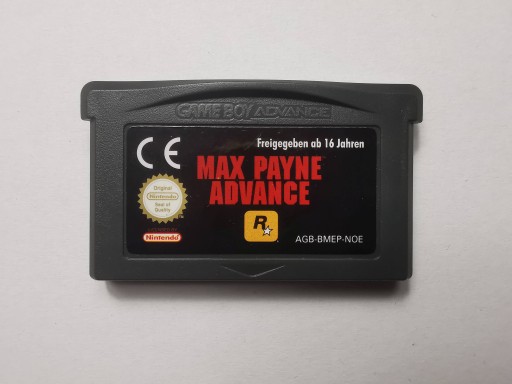 GAME BOY ADVANCE
CE
Freigegeben ab 16 Jahren
MAX PAYNE
ADVANCE
Original
Nintendo
Seal of
Quality
Nintendo
R
AGB-BMEP-NOE